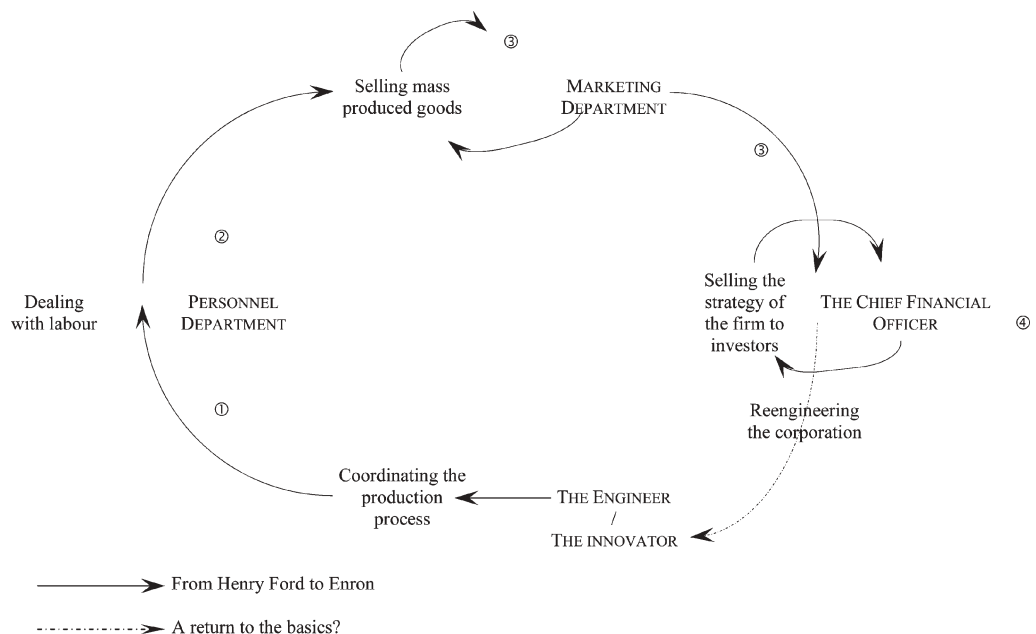 ③
Selling mass
produced goods
MARKETING
DEPARTMENT
③
②
Dealing
with labour
PERSONNEL
DEPARTMENT
Selling the
strategy of
the firm to
investors
THE CHIEF FINANCIAL
OFFICER
④
①
Reengineering
the corporation
Coordinating the
production
process
THE ENGINEER
/
THE INNOVATOR
From Henry Ford to Enron
A return to the basics?